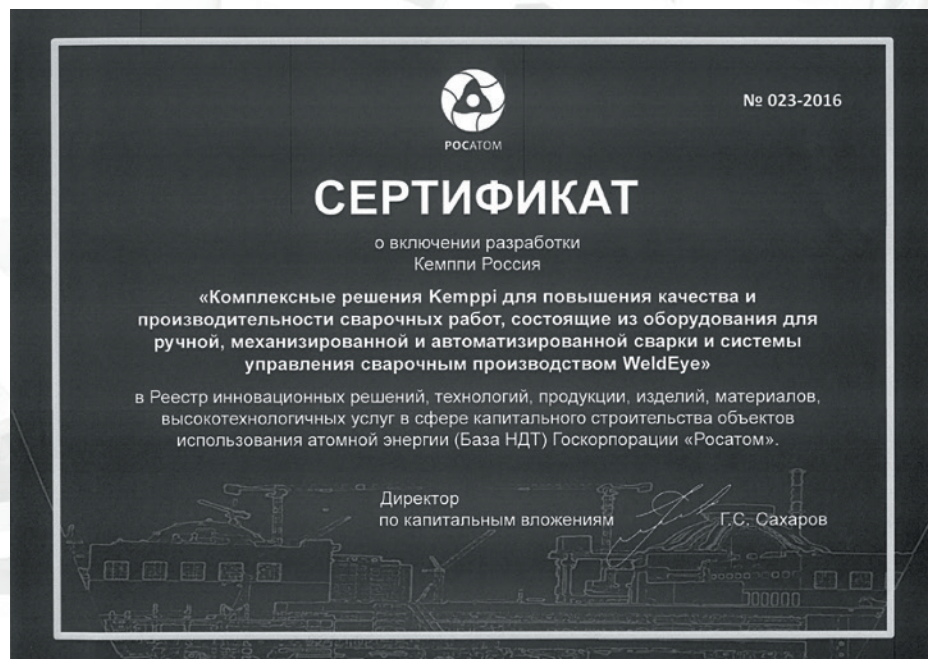 № 023-2016
РОСАТОМ
СЕРТИФИКАТ
о включении разработки
Кемппи Россия
«Комплексные решения Kemppi для повышения качества и
производительности сварочных работ, состоящие из оборудования для
ручной, механизированной и автоматизированной сварки и системы
управления сварочным производством WeldEye»
в Реестр инновационных решений, технологий, продукции, изделий, материалов,
высокотехнологичных услуг в сфере капитального строительства объектов
использования атомной энергии (База НДТ) Госкорпорации «Росатом».
Директор
по капитальным вложениям Г.С. Сахаров